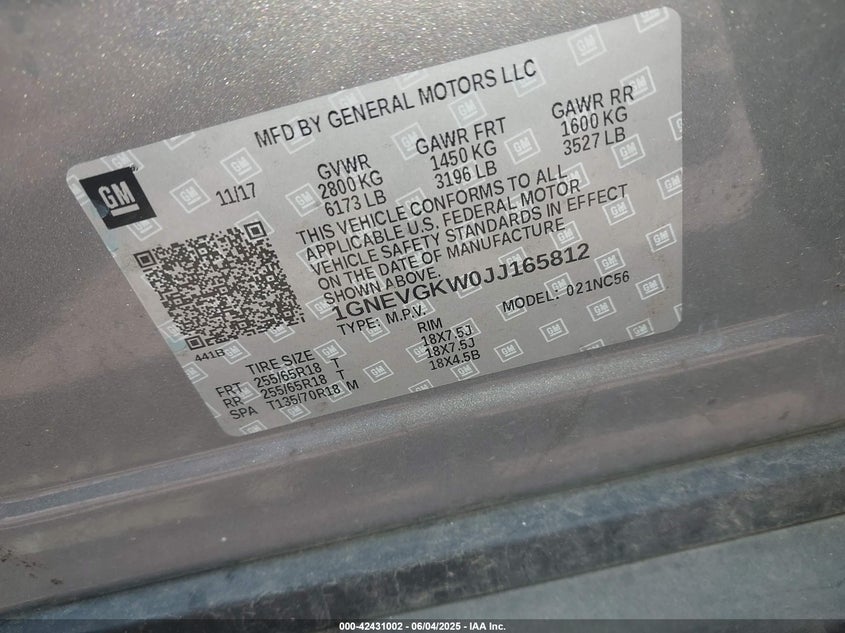 MFD BY GENERAL MOTORS LLC
GM
11/17
GVWR
2800 KG
6173 LB
GAWR FRT
1450 KG
3196 LB
GAWR RR
1600 KG
3527 LB
THIS VEHICLE CONFORMS TO ALL
APPLICABLE U.S. FEDERAL MOTOR
VEHICLE SAFETY STANDARDS IN EFFECT
ON THE DATE OF MANUFACTURE
SHOWN ABOVE.
1GNEVGKW0JJ165812
TYPE: M.P.V. MODEL: 021NC56
441B
TIRE SIZE RIM
FRT 255/65R18 T 18X7.5J
RR 255/65R18 T 18X7.5J
SPA T135/70R18 M 18X4.5B
000-42431002 - 06/04/2025 - IAA Inc.